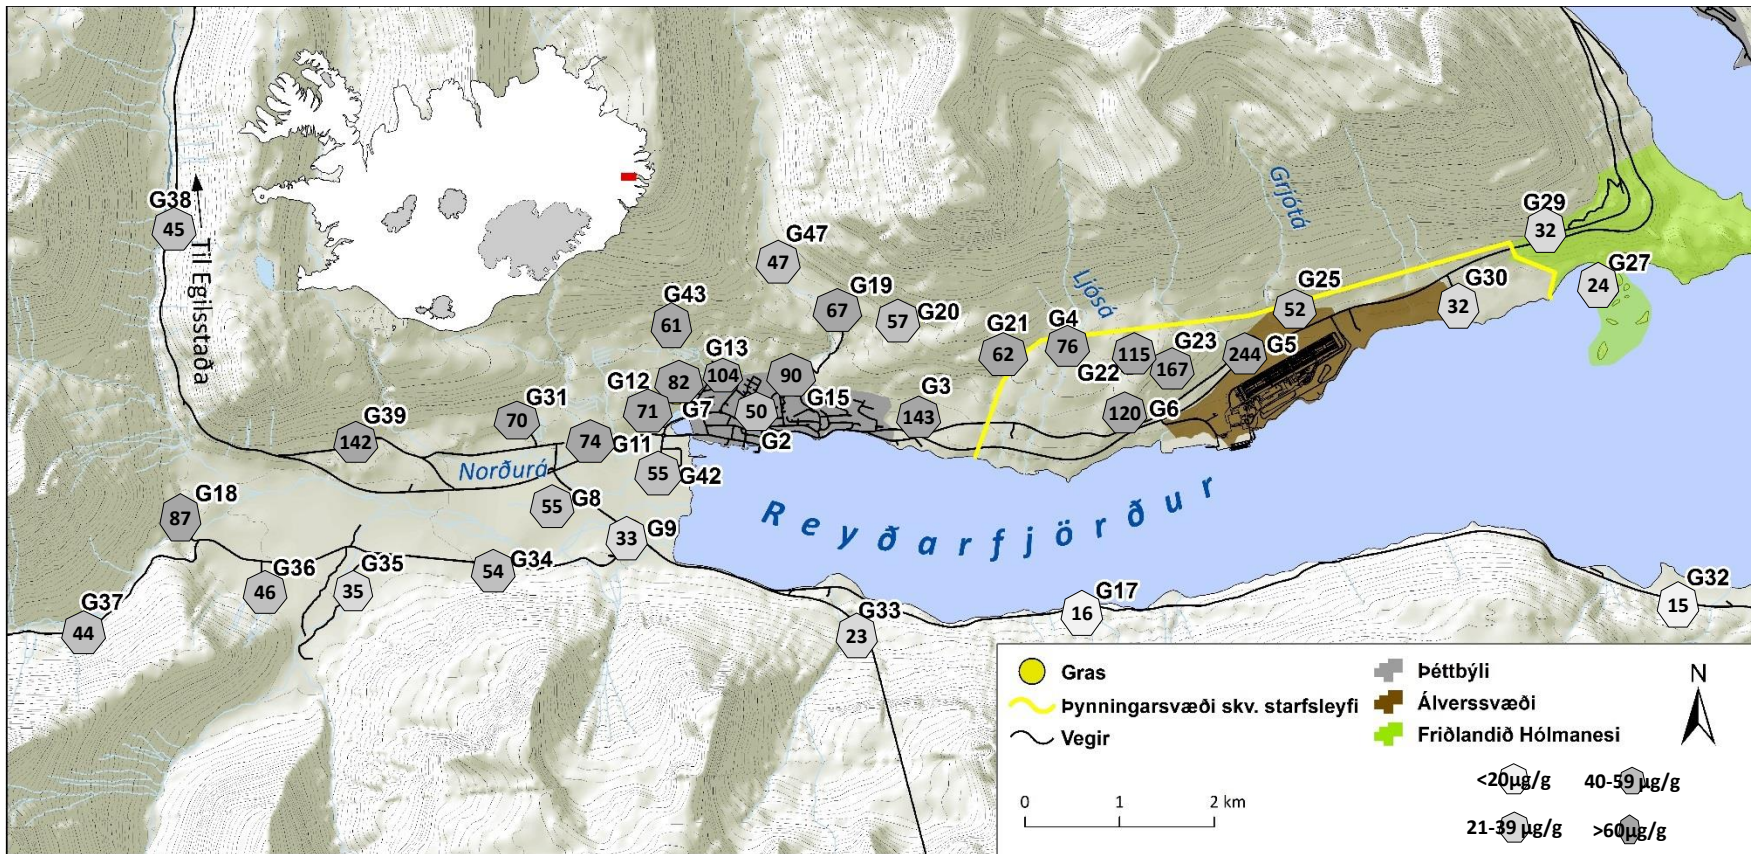 G38
45
Til Egilsstaða
G47
47
G43
61
G19
67
G20
57
G21
62
Ljósá
G4
76
G22
115
G23
167
Grjótá
G25
52
G5
244
G29
32
G27
24
G30
32
G6
120
G3
143
G13
104
G12
82
90
G15
71
G7
50
G2
G31
70
G39
142
74
G11
Norðurá
55
G42
G8
55
G9
33
G18
87
G36
46
G35
35
G34
54
G37
44
Reyðarfjörður
G33
23
G17
16
G32
15
Gras
Þynningarsvæði skv. starfsleyfi
Vegir
0 1 2 km
Þéttbýli
Álverssvæði
Friðlandið Hólmanesi
N
<20µg/g
40-59 µg/g
21-39 µg/g
>60µg/g